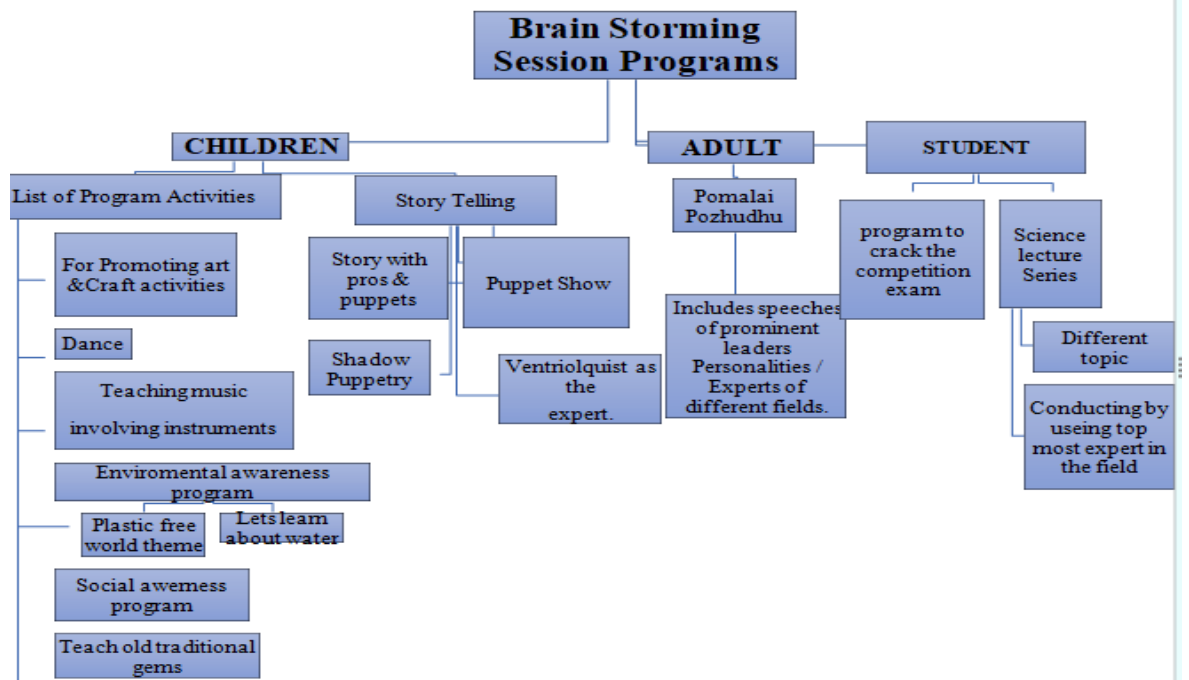 Brain Storming
Session Programs
CHILDREN
List of Program Activities
For Promoting art
&Craft activities
Dance
Teaching music
involving instruments
Enviromental awareness
program
Plastic free
world theme
Lets learn
about water
Social awerness
program
Teach old traditional
gems
Story Telling
Story with
pros &
puppets
Puppet Show
Shadow
Puppetry
Ventriolquist as
the
expert.
ADULT
Pomalai
Pozhudhu
Includes speeches
of prominent
leaders
Personalities /
Experts of
different fields.
STUDENT
program to
crack the
competition
exam
Science
lecture
Series
Different
topic
Conducting by
useing top
most expert in
the field